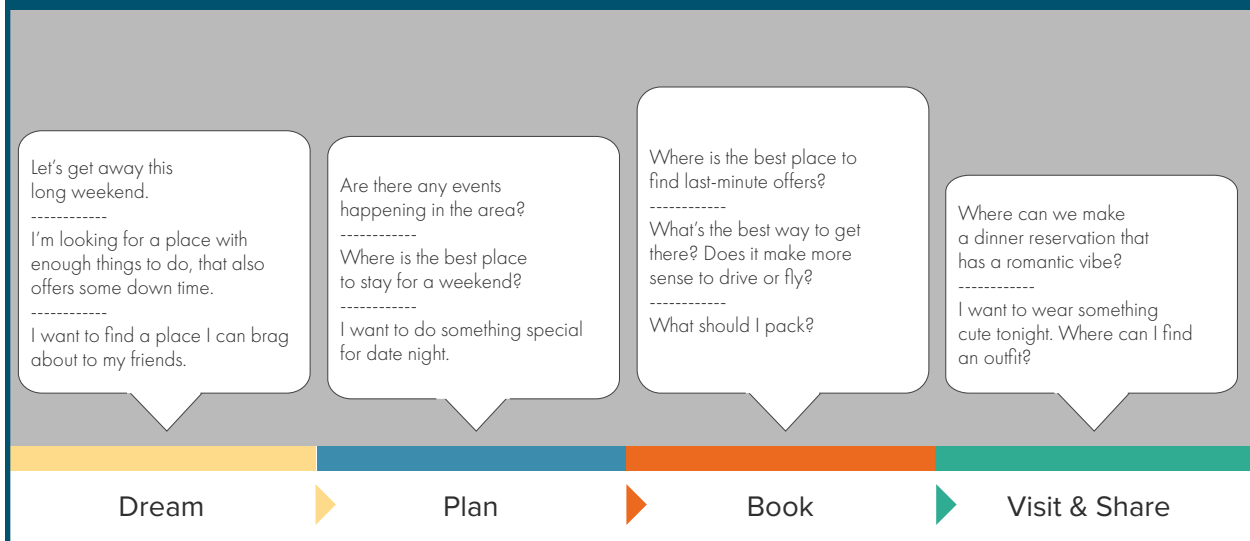 Let's get away this
long weekend.
------------
I'm looking for a place with
enough things to do, that also
offers some down time.
------------
I want to find a place I can brag
about to my friends.
Are there any events
happening in the area?
------------
Where is the best place
to stay for a weekend?
------------
I want to do something special
for date night.
Where is the best place to
find last-minute offers?
------------
What's the best way to get
there? Does it make more
sense to drive or fly?
------------
What should I pack?
Where can we make
a dinner reservation that
has a romantic vibe?
------------
I want to wear something
cute tonight. Where can I find
an outfit?
Dream
Plan
Book
Visit & Share